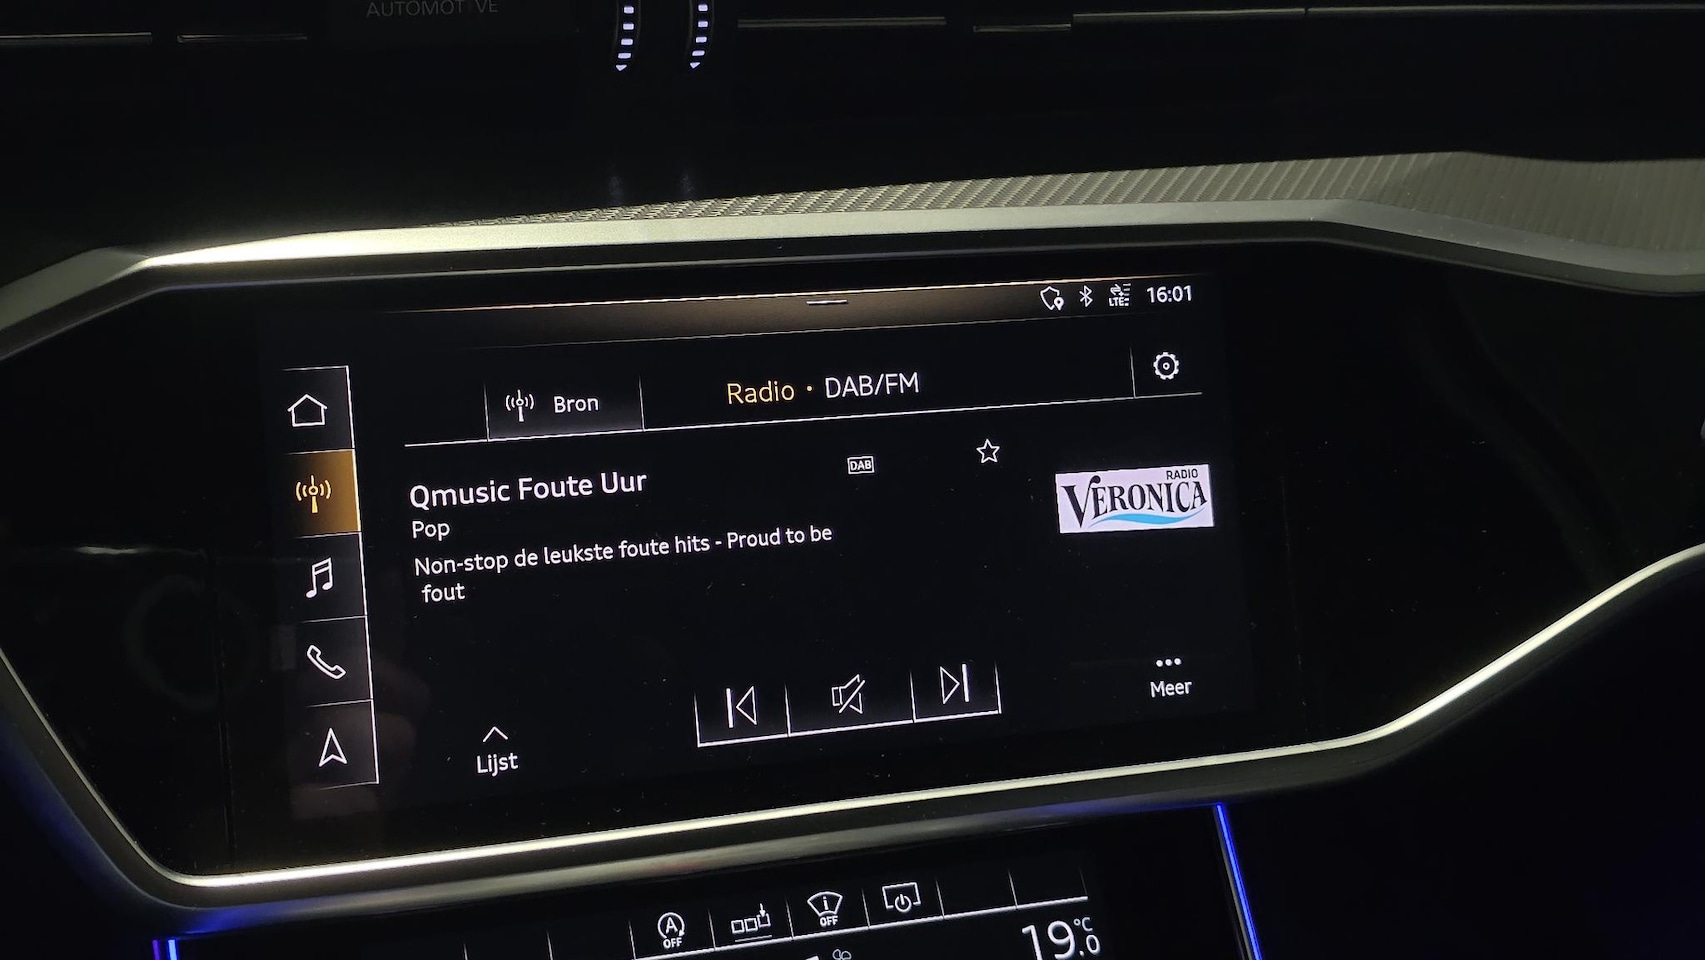 AUTOMOTIVE
LTE
16:01
Bron
Radio · DAB/FM
Qmusic Foute Uur
DAB
RADIO
VERONICA
Pop
Non-stop de leukste foute hits - Proud to be
fout
Lijst
Meer
A
OFF
i
OFF
19.0 °C